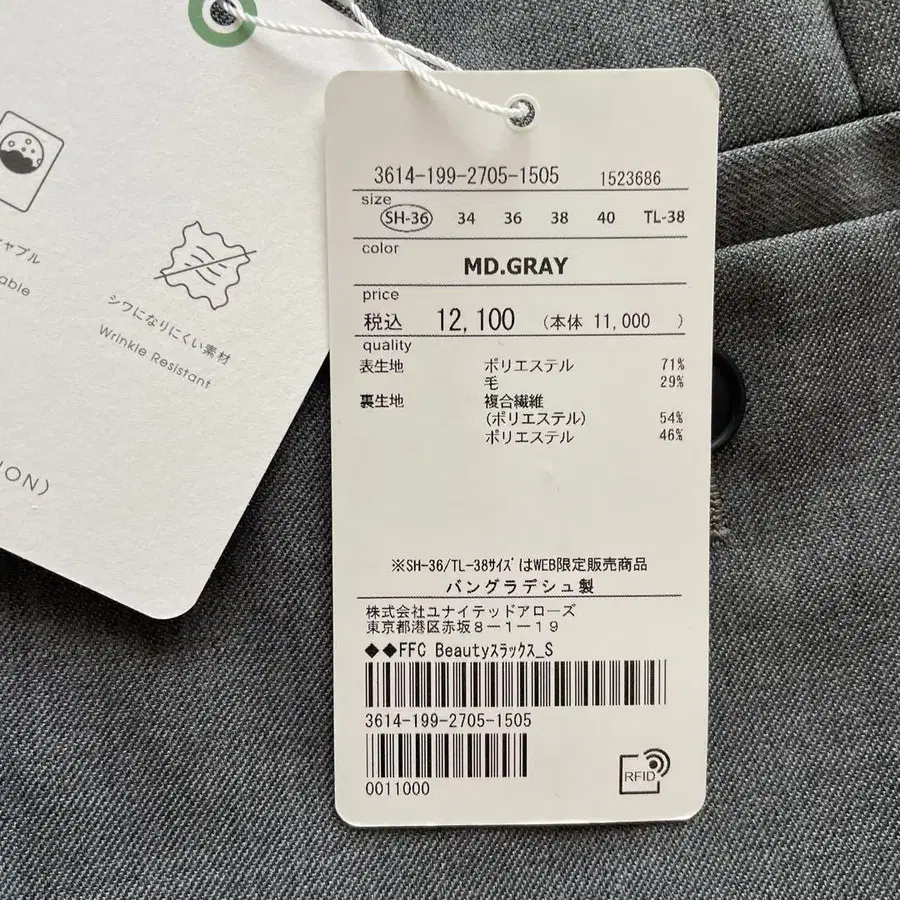 ャブル
able
シワになりにくい素材
Wrinkle Resistant
ION)
3614-199-2705-1505 1523686
size
SH-36 34 36 38 40 TL-38
color
MD.GRAY
price
税込 12,100 (本体 11,000 )
quality
表生地 ポリエステル 71%
毛 29%
裏生地 複合繊維
(ポリエステル) 54%
ポリエステル 46%
※SH-36/TL-38ｻｲｽﾞはWEB限定販売商品
バングラデシュ製
株式会社ユナイテッドアローズ
東京都港区赤坂８－１－１９
◆◆FFC Beautyｽﾗｯｸｽ_S
3614-199-2705-1505
0011000
RFID